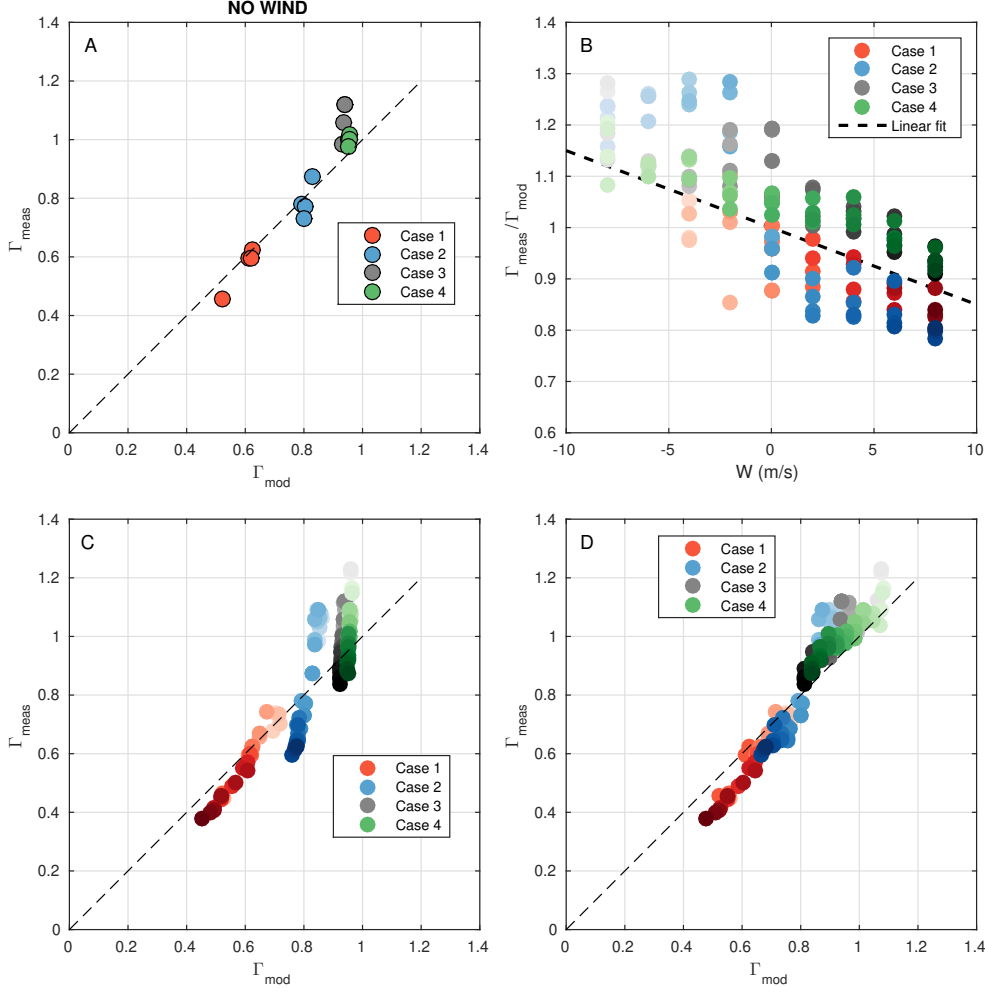 NO WIND
A
1.4
1.2
1
0.8
0.6
0.4
0.2
0
Γmeas
0 0.2 0.4 0.6 0.8 1 1.2 1.4
Γmod
Case 1
Case 2
Case 3
Case 4
B
1.4
1.3
1.2
1.1
1
0.9
0.8
0.7
0.6
Γmeas/Γmod
-10 -5 0 5 10
W (m/s)
Case 1
Case 2
Case 3
Case 4
Linear fit
C
1.4
1.2
1
0.8
0.6
0.4
0.2
0
Γmeas
0 0.2 0.4 0.6 0.8 1 1.2 1.4
Γmod
Case 1
Case 2
Case 3
Case 4
D
1.4
1.2
1
0.8
0.6
0.4
0.2
0
Γmeas
0 0.2 0.4 0.6 0.8 1 1.2 1.4
Γmod
Case 1
Case 2
Case 3
Case 4